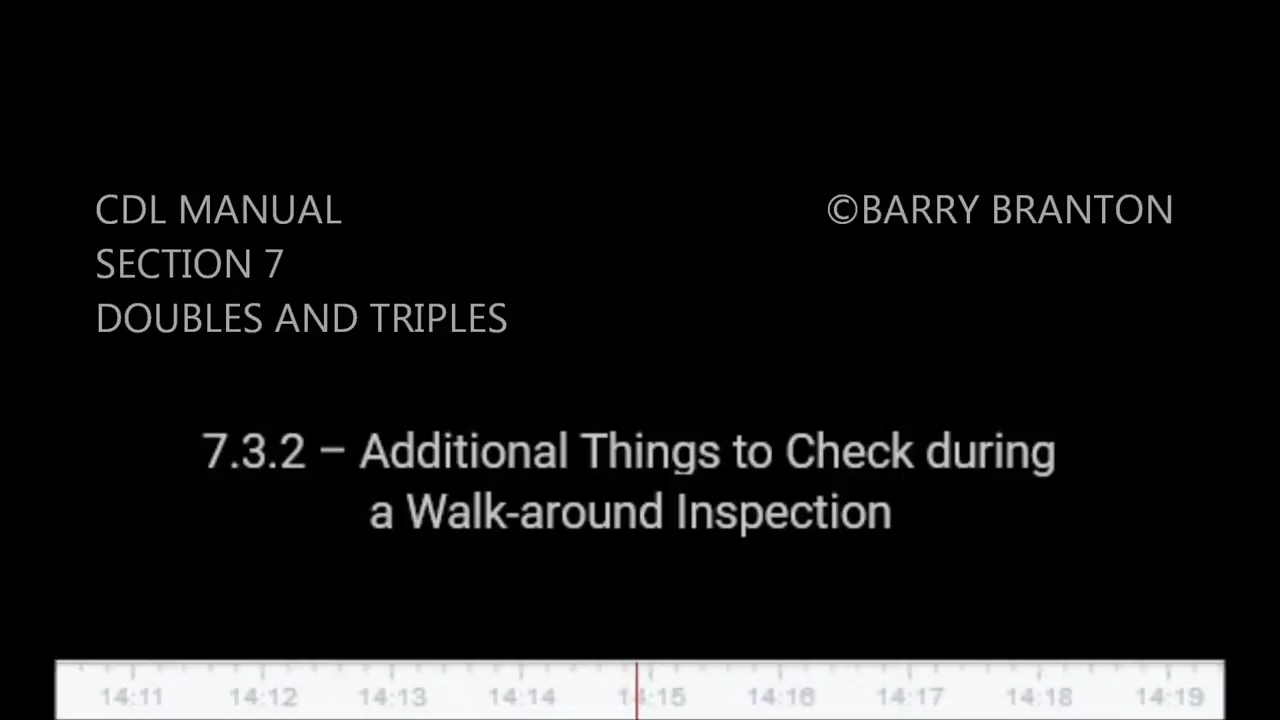 CDL MANUAL
©BARRY BRANTON
SECTION 7
DOUBLES AND TRIPLES
7.3.2 – Additional Things to Check during
a Walk-around Inspection
14:11 14:12 14:13 14:14 14:15 14:16 14:17 14:18 14:19